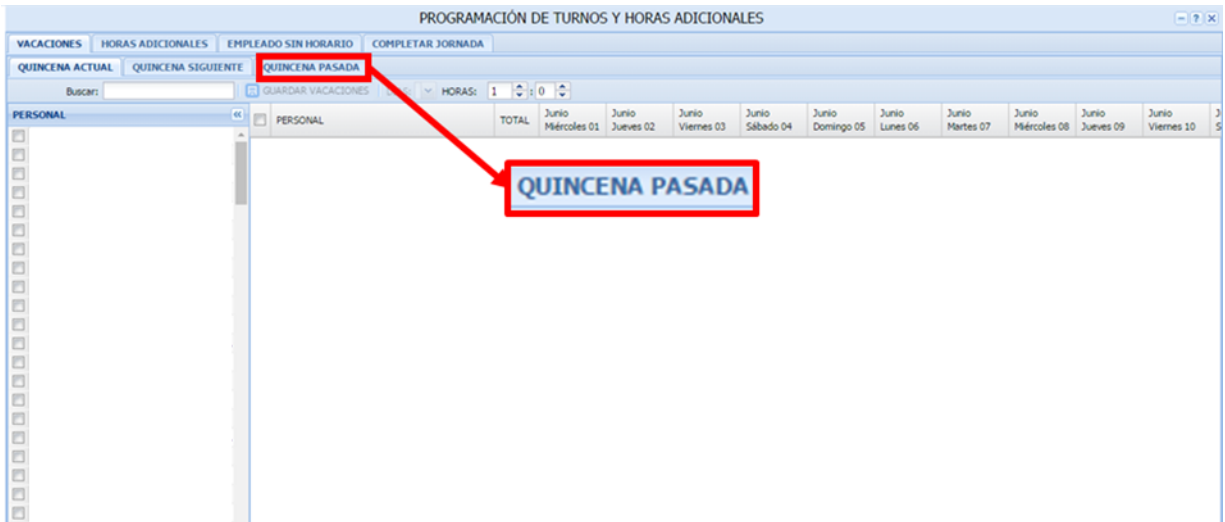 PROGRAMACIÓN DE TURNOS Y HORAS ADICIONALES
VACACIONES HORAS ADICIONALES EMPLEADO SIN HORARIO COMPLETAR JORNADA
QUINCENA ACTUAL QUINCENA SIGUIENTE QUINCENA PASADA
Buscar: GUARDAR VACACIONES HORAS: 1 : 0
PERSONAL PERSONAL TOTAL Junio Miércoles 01 Junio Jueves 02 Junio Viernes 03 Junio Sábado 04 Junio Domingo 05 Junio Lunes 06 Junio Martes 07 Junio Miércoles 08 Junio Jueves 09 Junio Viernes 10
QUINCENA PASADA